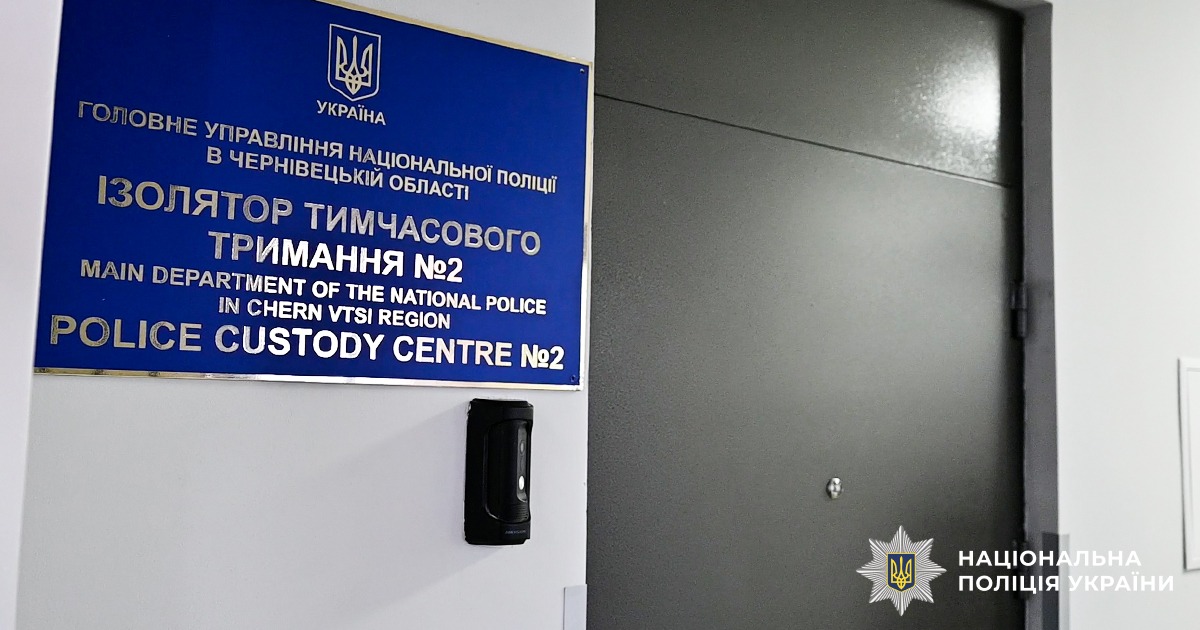 УКРАЇНА
ГОЛОВНЕ УПРАВЛІННЯ НАЦІОНАЛЬНОЇ ПОЛІЦІЇ
В ЧЕРНІВЕЦЬКІЙ ОБЛАСТІ
ІЗОЛЯТОР ТИМЧАСОВОГО
ТРИМАННЯ №2
MAIN DEPARTMENT OF THE NATIONAL POLICE
IN CHERN VTSI REGION
POLICE CUSTODY CENTRE №2
НАЦІОНАЛЬНА
ПОЛІЦІЯ УКРАЇНИ